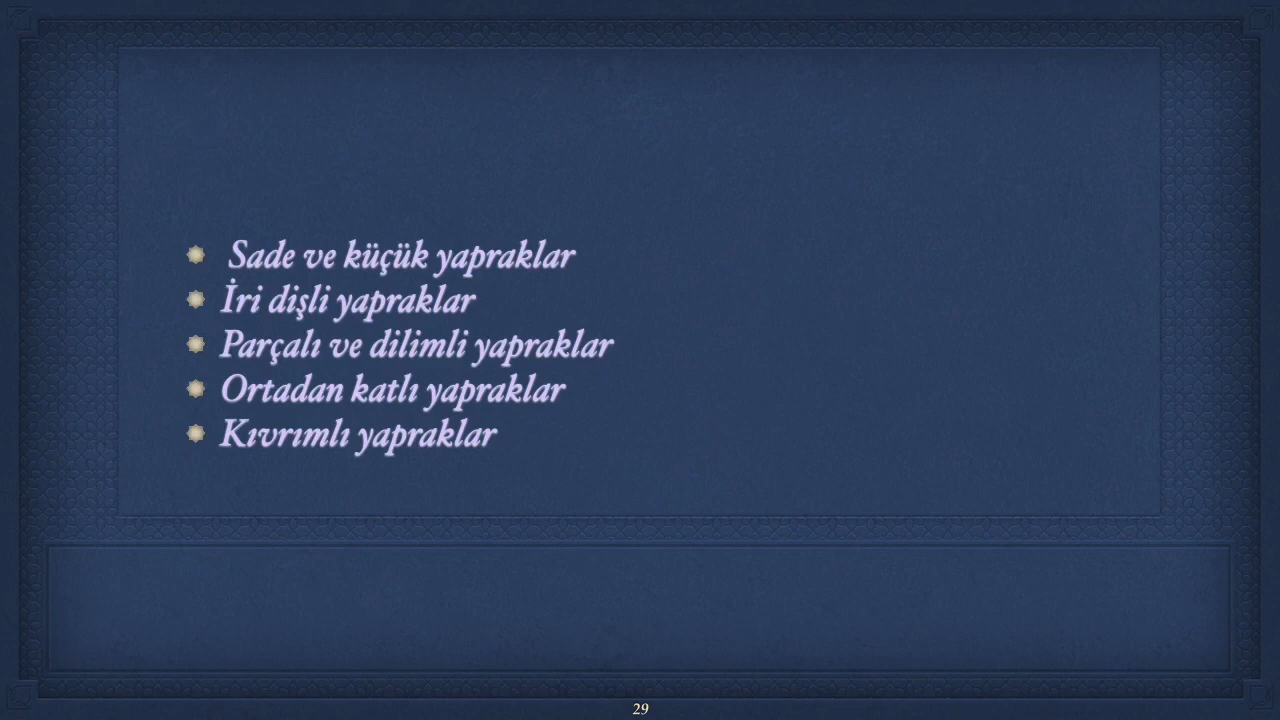 Sade ve küçük yapraklar
İri dişli yapraklar
Parçalı ve dilimli yapraklar
Ortadan katlı yapraklar
Kıvrımlı yapraklar
29